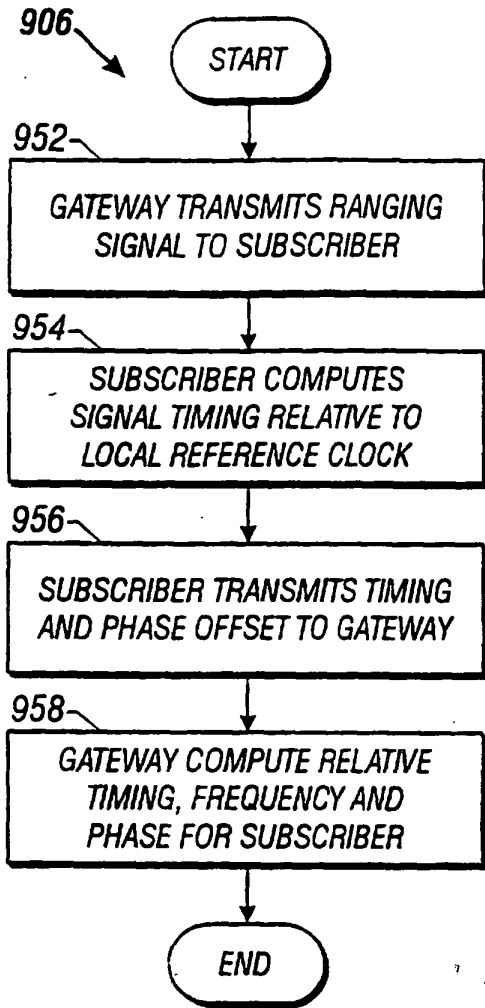 906
START
952
GATEWAY TRANSMITS RANGING
SIGNAL TO SUBSCRIBER
954
SUBSCRIBER COMPUTES
SIGNAL TIMING RELATIVE TO
LOCAL REFERENCE CLOCK
956
SUBSCRIBER TRANSMITS TIMING
AND PHASE OFFSET TO GATEWAY
958
GATEWAY COMPUTE RELATIVE
TIMING, FREQUENCY AND
PHASE FOR SUBSCRIBER
END